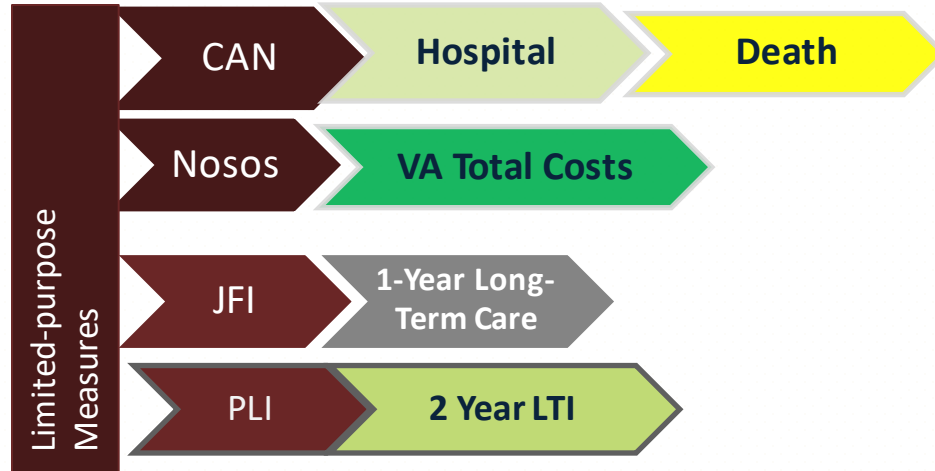 Limited-purpose
Measures
CAN
Hospital
Death
Nosos
VA Total Costs
JFI
1-Year Long-
Term Care
PLI
2 Year LTI